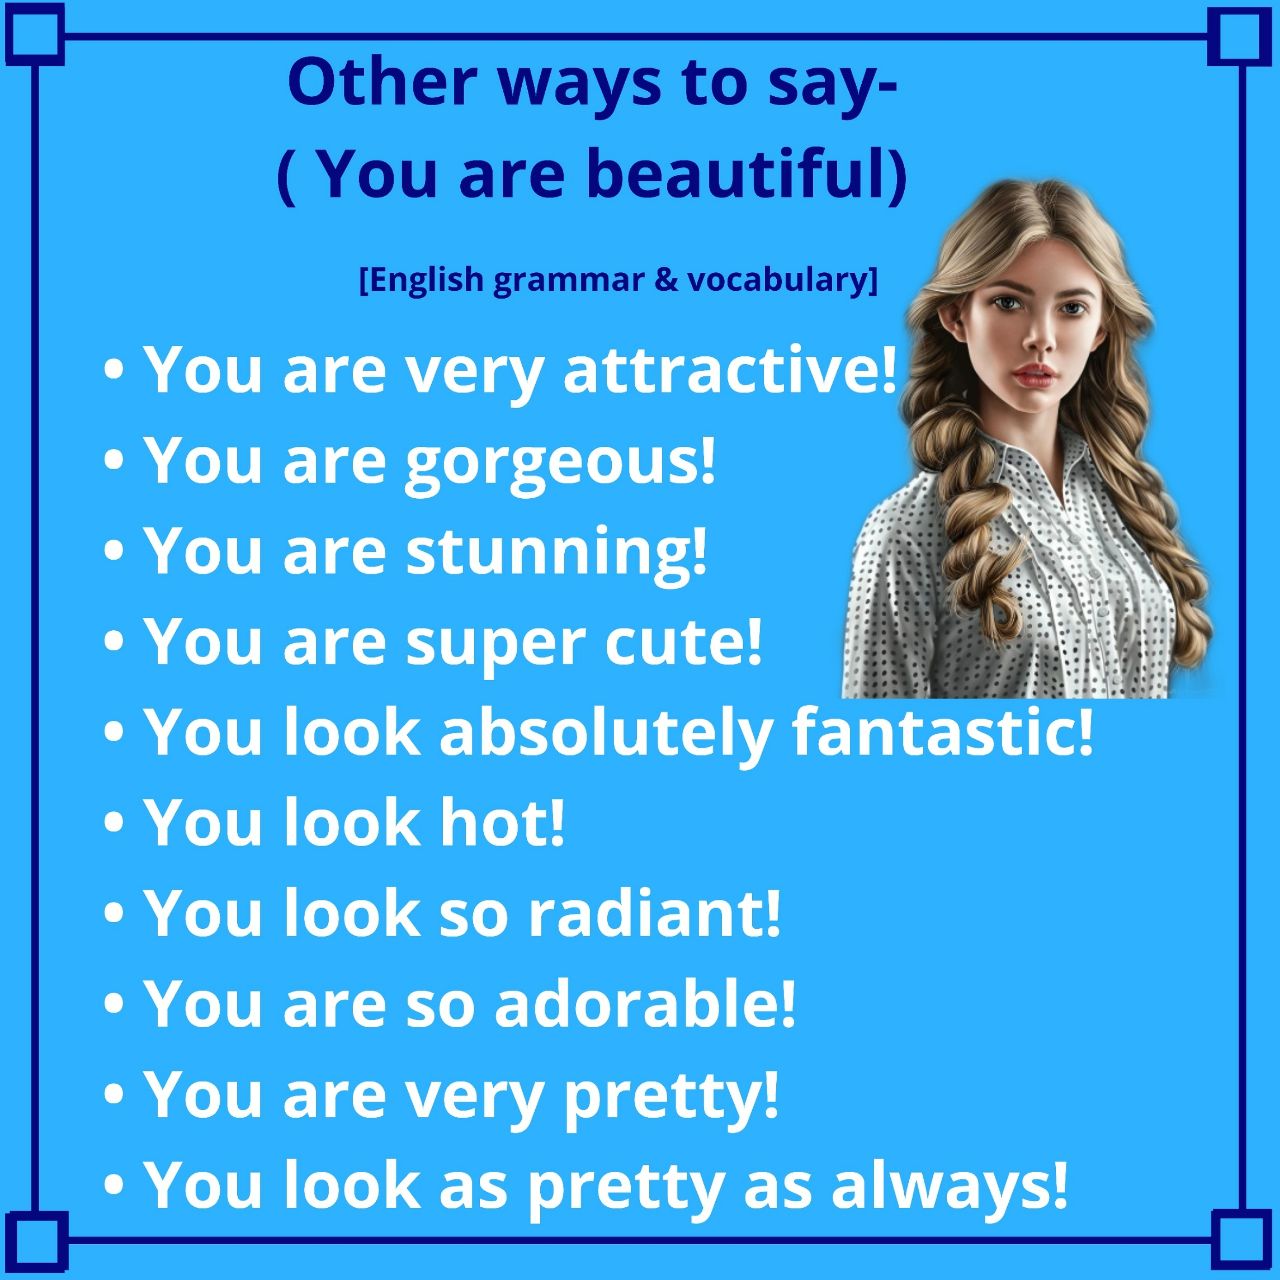 Other ways to say-
( You are beautiful)
[English grammar & vocabulary]
• You are very attractive!
• You are gorgeous!
• You are stunning!
• You are super cute!
• You look absolutely fantastic!
• You look hot!
• You look so radiant!
• You are so adorable!
• You are very pretty!
• You look as pretty as always!